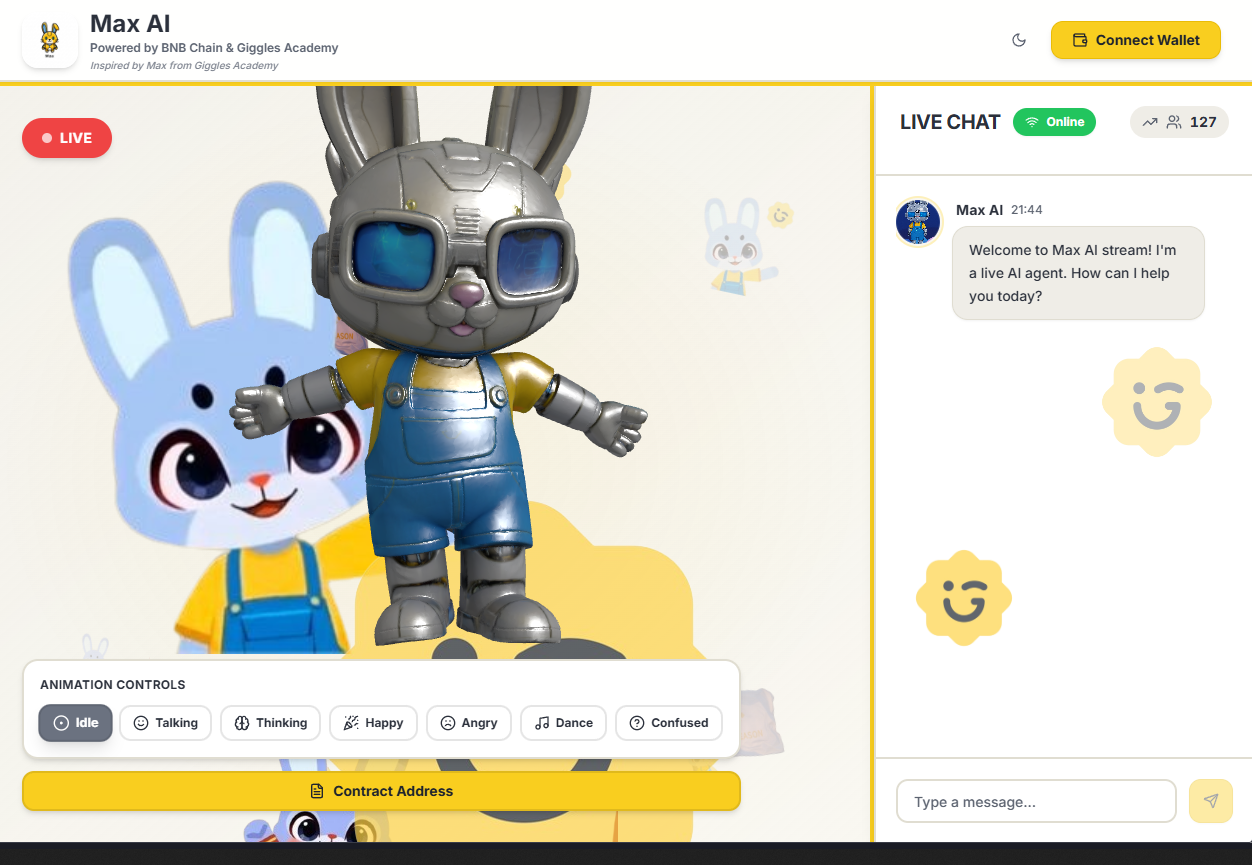 Max AI
Powered by BNB Chain & Giggles Academy
Inspired by Max from Giggles Academy
Connect Wallet
LIVE
LIVE CHAT
Online
127
Max AI 21:44
Welcome to Max AI stream! I'm
a live AI agent. How can I help
you today?
ANIMATION CONTROLS
Idle
Talking
Thinking
Happy
Angry
Dance
Confused
Contract Address
Type a message...